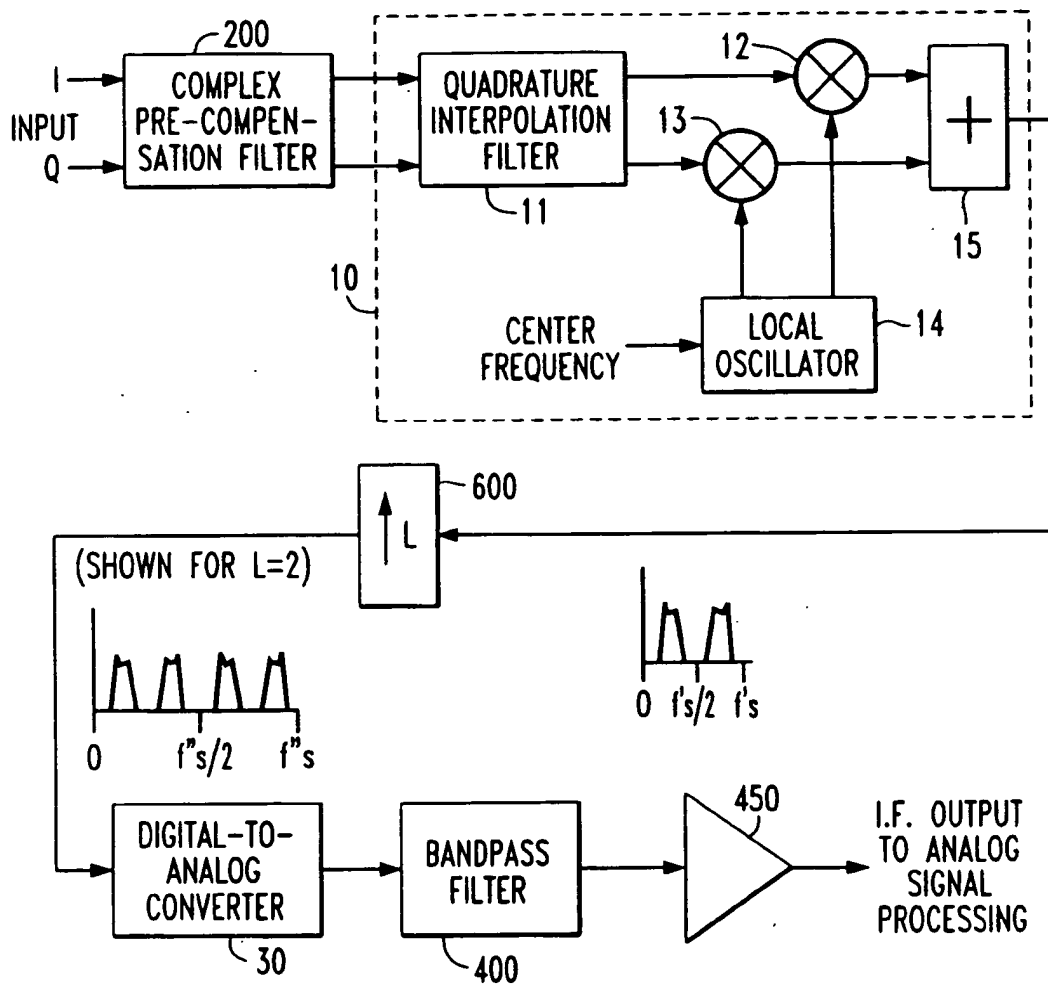 200
I
INPUT
Q
COMPLEX
PRE-COMPEN-
SATION FILTER
QUADRATURE
INTERPOLATION
FILTER
11
12
13
+
15
10
CENTER
FREQUENCY
LOCAL
OSCILLATOR
14
600
↑ L
(SHOWN FOR L=2)
0
f"s/2
f"s
0
f's/2
f's
DIGITAL-TO-
ANALOG
CONVERTER
30
BANDPASS
FILTER
400
450
I.F. OUTPUT
TO ANALOG
SIGNAL
PROCESSING